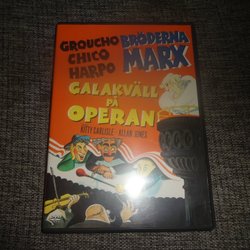 GROUCHO
CHICO
HARPO
BRÖDERNA
MARX
GALAKVÄLL
PÅ
OPERAN
KITTY CARLISLE · ALLAN JONES